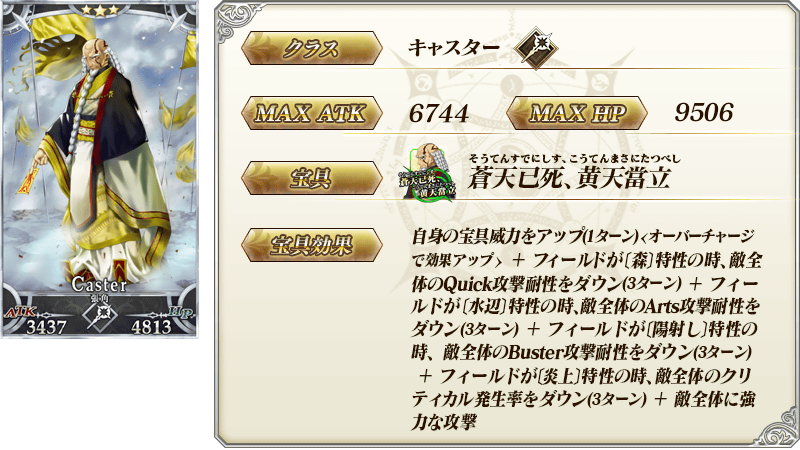 Caster
張角
ATK
HP
3437
4813
クラス
キャスター
MAX ATK
6744
MAX HP
9506
宝具
そうてんすでにしす、こうてんまさにたつべし
蒼天已死、黄天當立
蒼天已死、
黄天當立
宝具効果
自身の宝具威力をアップ(1ターン)<オーバーチャージ
で効果アップ> ＋ フィールドが〔森〕特性の時、敵全
体のQuick攻撃耐性をダウン(3ターン) ＋ フィー
ルドが〔水辺〕特性の時、敵全体のArts攻撃耐性を
ダウン(3ターン) ＋ フィールドが〔陽射し〕特性の
時、敵全体のBuster攻撃耐性をダウン(3ターン)
＋ フィールドが〔炎上〕特性の時、敵全体のクリ
ティカル発生率をダウン(3ターン) ＋ 敵全体に強
力な攻撃